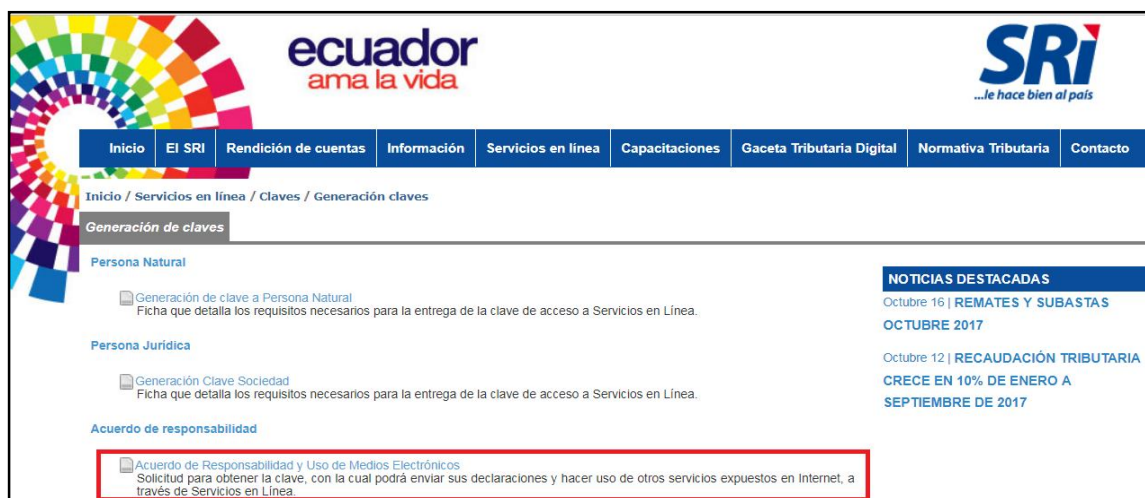 ecuador
ama la vida
SRi
...le hace bien al país
Inicio El SRI Rendición de cuentas Información Servicios en línea Capacitaciones Gaceta Tributaria Digital Normativa Tributaria Contacto
Inicio / Servicios en línea / Claves / Generación claves
Generación de claves
Persona Natural
Generación de clave a Persona Natural
Ficha que detalla los requisitos necesarios para la entrega de la clave de acceso a Servicios en Línea.
Persona Jurídica
Generación Clave Sociedad
Ficha que detalla los requisitos necesarios para la entrega de la clave de acceso a Servicios en Línea.
Acuerdo de responsabilidad
Acuerdo de Responsabilidad y Uso de Medios Electrónicos
Solicitud para obtener la clave, con la cual podrá enviar sus declaraciones y hacer uso de otros servicios expuestos en Internet, a
través de Servicios en Línea.
NOTICIAS DESTACADAS
Octubre 16 | REMATES Y SUBASTAS
OCTUBRE 2017
Octubre 12 | RECAUDACIÓN TRIBUTARIA
CRECE EN 10% DE ENERO A
SEPTIEMBRE DE 2017